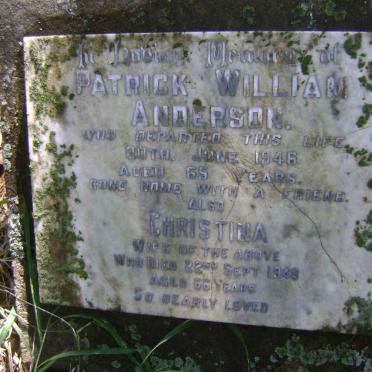 In Loving Memory of
PATRICK WILLIAM
ANDERSON.
WHO DEPARTED THIS LIFE
30TH. JUNE 1946
AGED 68 YEARS.
GONE HOME WITH A FRIEND.
ALSO
CHRISTINA
WIFE OF THE ABOVE
WHO DIED 22ND SEPT 1948
AGED 66 YEARS
SO DEARLY LOVED